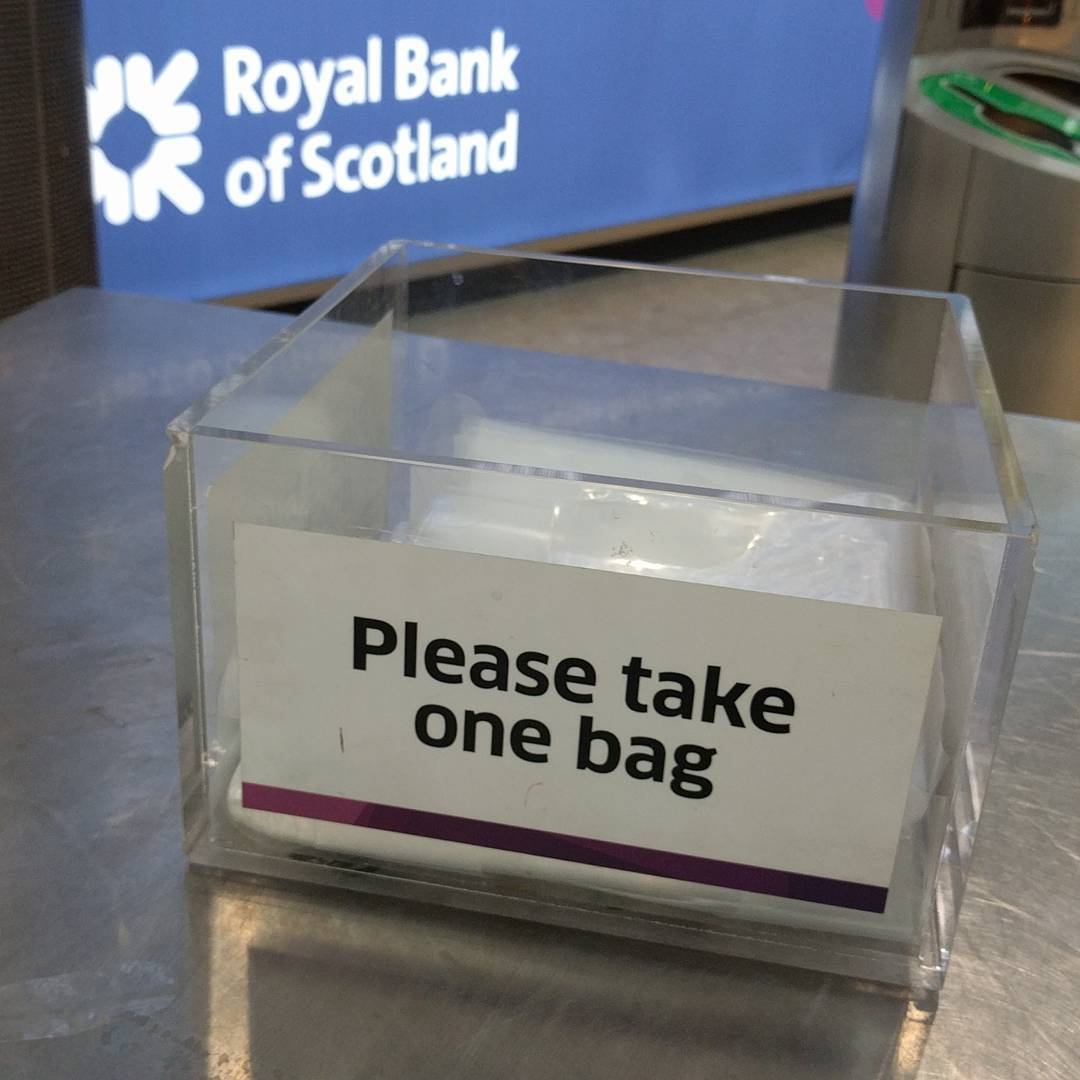 Royal Bank
of Scotland
Please take
one bag